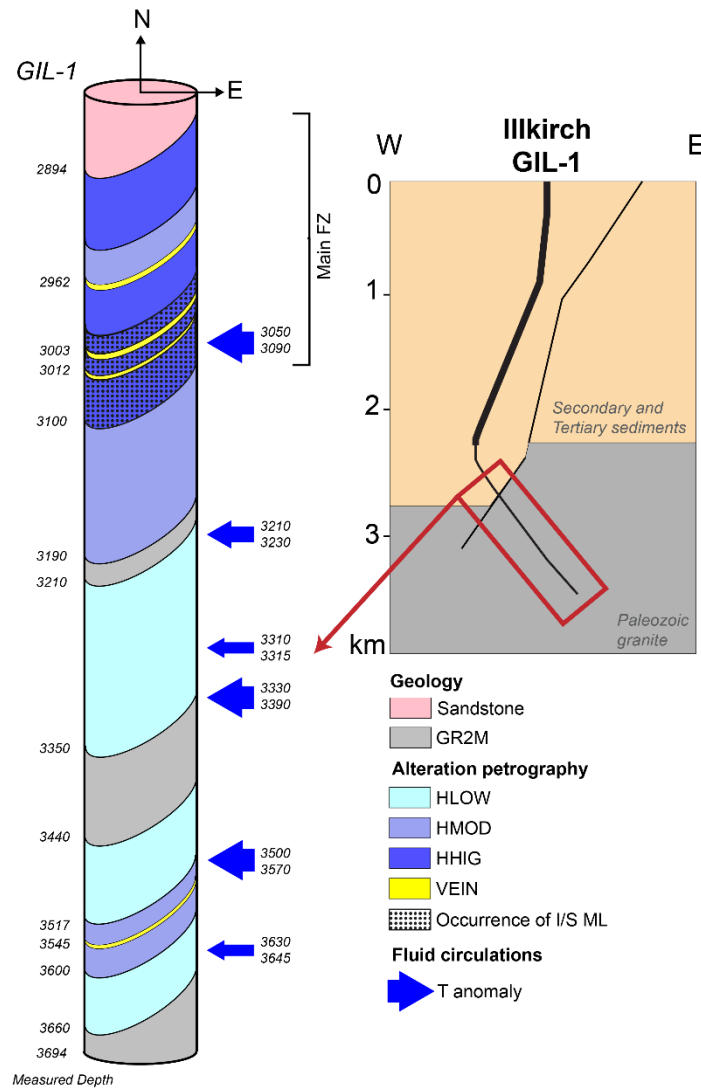 N
GIL-1
E
2894
2962
3003
3012
3100
3190
3210
3350
3440
3517
3545
3600
3660
3694
Measured Depth
Main FZ
3050
3090
3210
3230
3310
3315
3330
3390
3500
3570
3630
3645
Illkirch
GIL-1
W
E
0
1
2
3
km
Secondary and
Tertiary sediments
Paleozoic
granite
Geology
Sandstone
GR2M
Alteration petrography
HLOW
HMOD
HHIG
VEIN
Occurrence of I/S ML
Fluid circulations
T anomaly